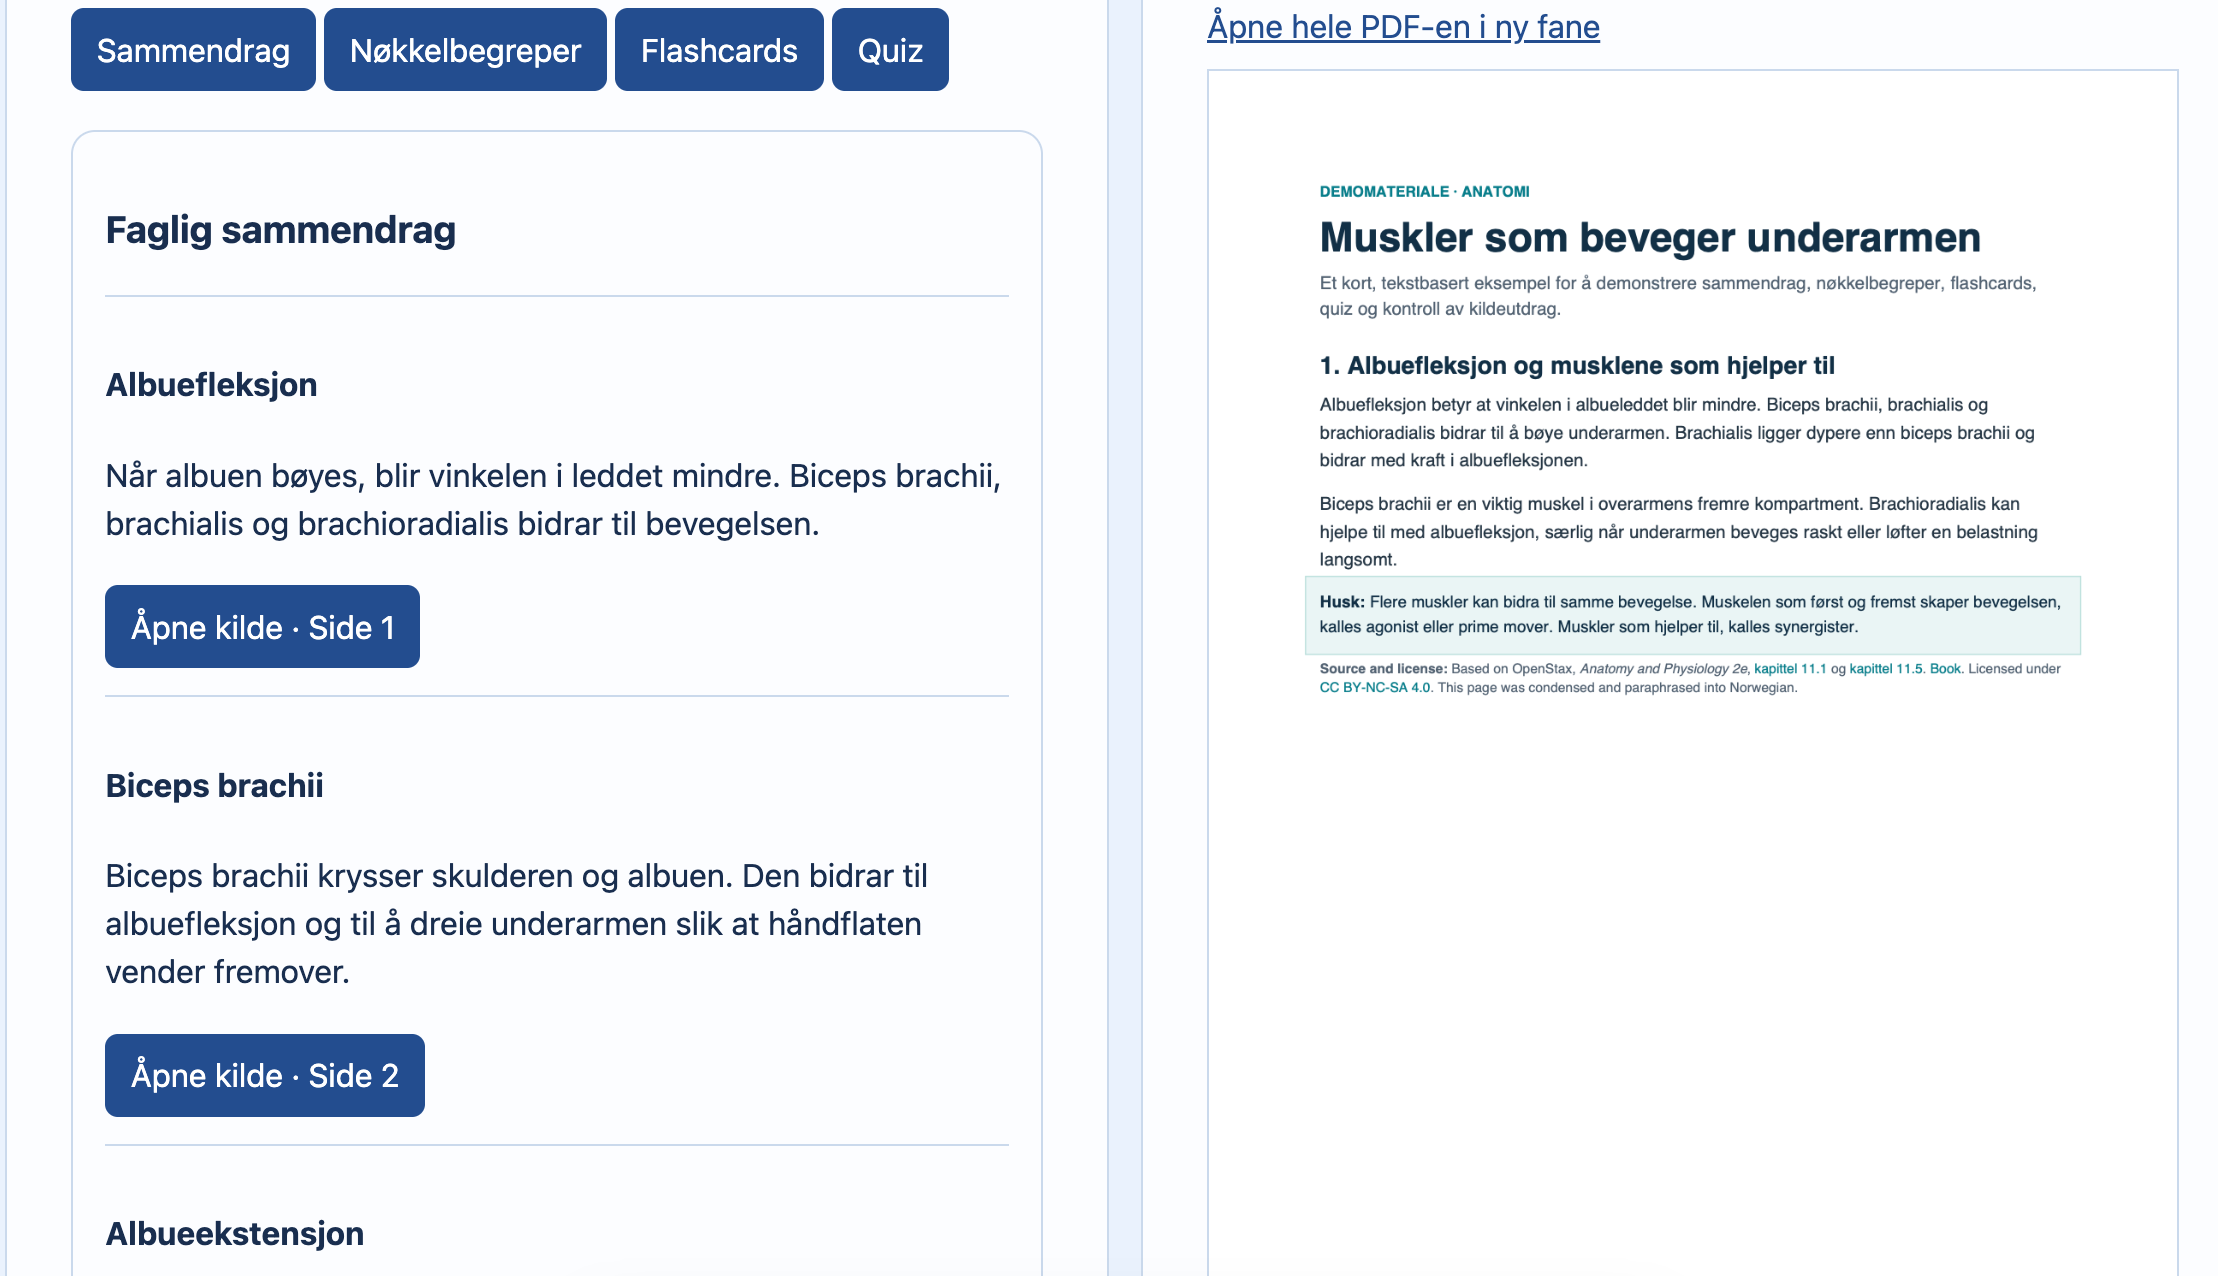 Sammendrag Nøkkelbegreper Flashcards Quiz
Faglig sammendrag
Albuefleksjon
Når albuen bøyes, blir vinkelen i leddet mindre. Biceps brachii,
brachialis og brachioradialis bidrar til bevegelsen.
Åpne kilde · Side 1
Biceps brachii
Biceps brachii krysser skulderen og albuen. Den bidrar til
albuefleksjon og til å dreie underarmen slik at håndflaten
vender fremover.
Åpne kilde · Side 2
Albueekstensjon
Åpne hele PDF-en i ny fane
DEMOMATERIALE · ANATOMI
Muskler som beveger underarmen
Et kort, tekstbasert eksempel for å demonstrere sammendrag, nøkkelbegreper, flashcards,
quiz og kontroll av kildeutdrag.
1. Albuefleksjon og musklene som hjelper til
Albuefleksjon betyr at vinkelen i albueleddet blir mindre. Biceps brachii, brachialis og
brachioradialis bidrar til å bøye underarmen. Brachialis ligger dypere enn biceps brachii og
bidrar med kraft i albuefleksjonen.
Biceps brachii er en viktig muskel i overarmens fremre kompartment. Brachioradialis kan
hjelpe til med albuefleksjon, særlig når underarmen beveges raskt eller løfter en belastning
langsomt.
Husk: Flere muskler kan bidra til samme bevegelse. Muskelen som først og fremst skaper bevegelsen,
kalles agonist eller prime mover. Muskler som hjelper til, kalles synergister.
Source and license: Based on OpenStax, Anatomy and Physiology 2e, kapittel 11.1 og kapittel 11.5. Book. Licensed under
CC BY-NC-SA 4.0. This page was condensed and paraphrased into Norwegian.